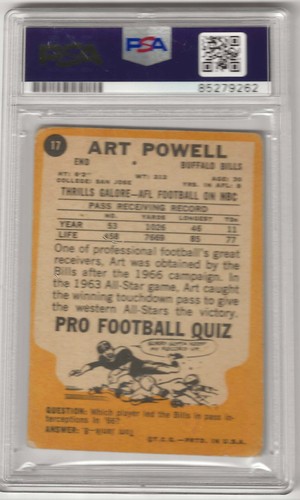 PSA
85279262
17
ART POWELL
END • BUFFALO BILLS
HT: 6'2" WT: 212 AGE: 30
COLLEGE: SAN JOSE YRS. IN AFL: 8
THRILLS GALORE—AFL FOOTBALL ON NBC
PASS RECEIVING RECORD
NO. YARDS LONGEST TD
YEAR 53 1026 46 11
LIFE 7669 85 77
One of professional football's great
receivers, Art was obtained by the
Bills after the 1966 campaign. In
the 1963 All-Star game, Art caught
the winning touchdown pass to give
the western All-Stars the victory.
PRO FOOTBALL QUIZ
SORRY
QUESTION: Which player led the Bills in pass in-
terceptions in '66?
ANSWER:
©T.C.G.—PRTD. IN U.S.A.